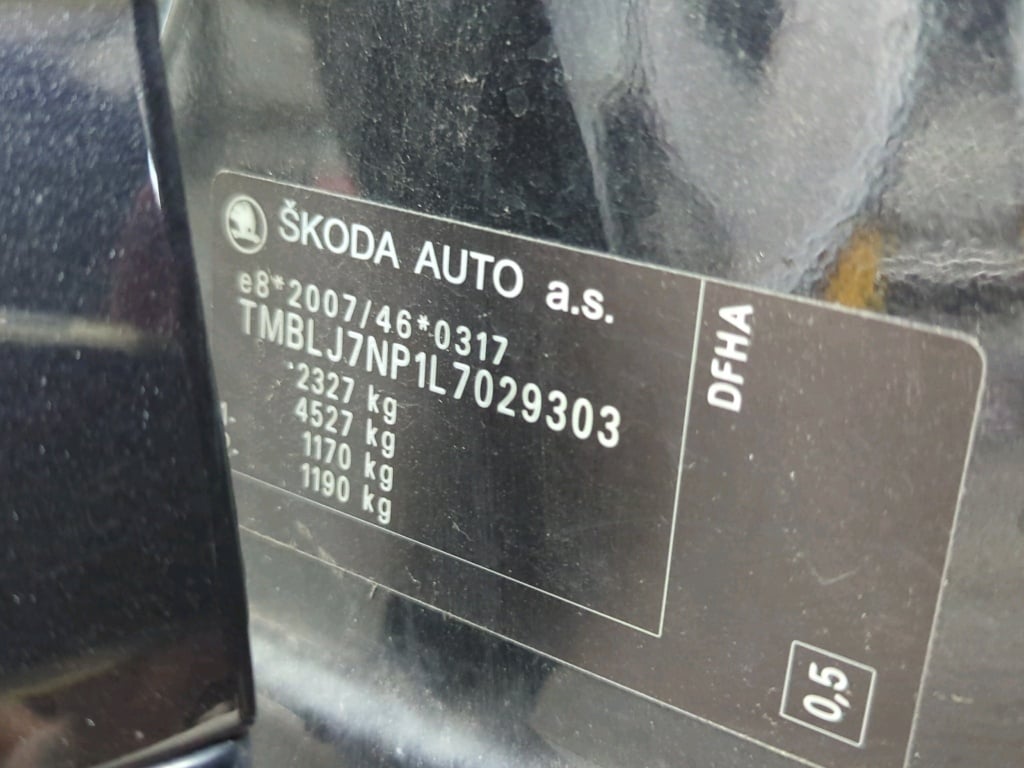 ŠKODA AUTO a.s.
e8*2007/46*0317
TMBLJ7NP1L7029303
2327 kg
4527 kg
1170 kg
1190 kg
DFHA
0,5